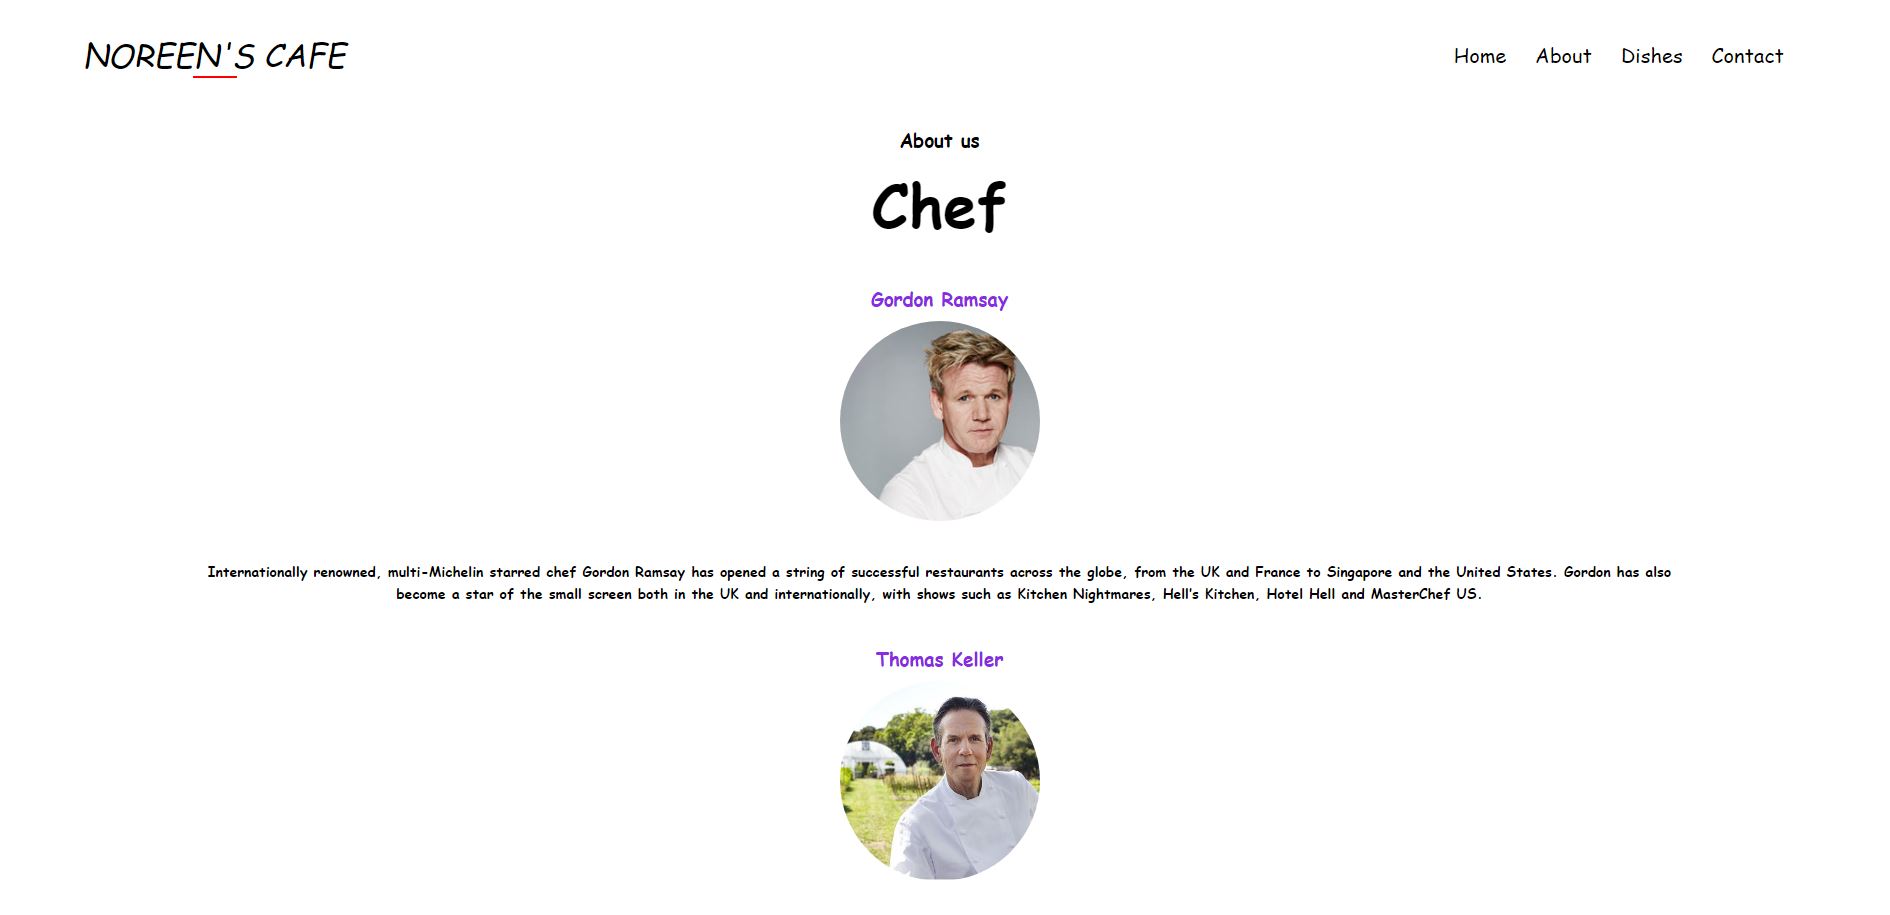 NOREEN'S CAFE
Home About Dishes Contact
About us
Chef
Gordon Ramsay
Internationally renowned, multi-Michelin starred chef Gordon Ramsay has opened a string of successful restaurants across the globe, from the UK and France to Singapore and the United States. Gordon has also
become a star of the small screen both in the UK and internationally, with shows such as Kitchen Nightmares, Hell’s Kitchen, Hotel Hell and MasterChef US.
Thomas Keller